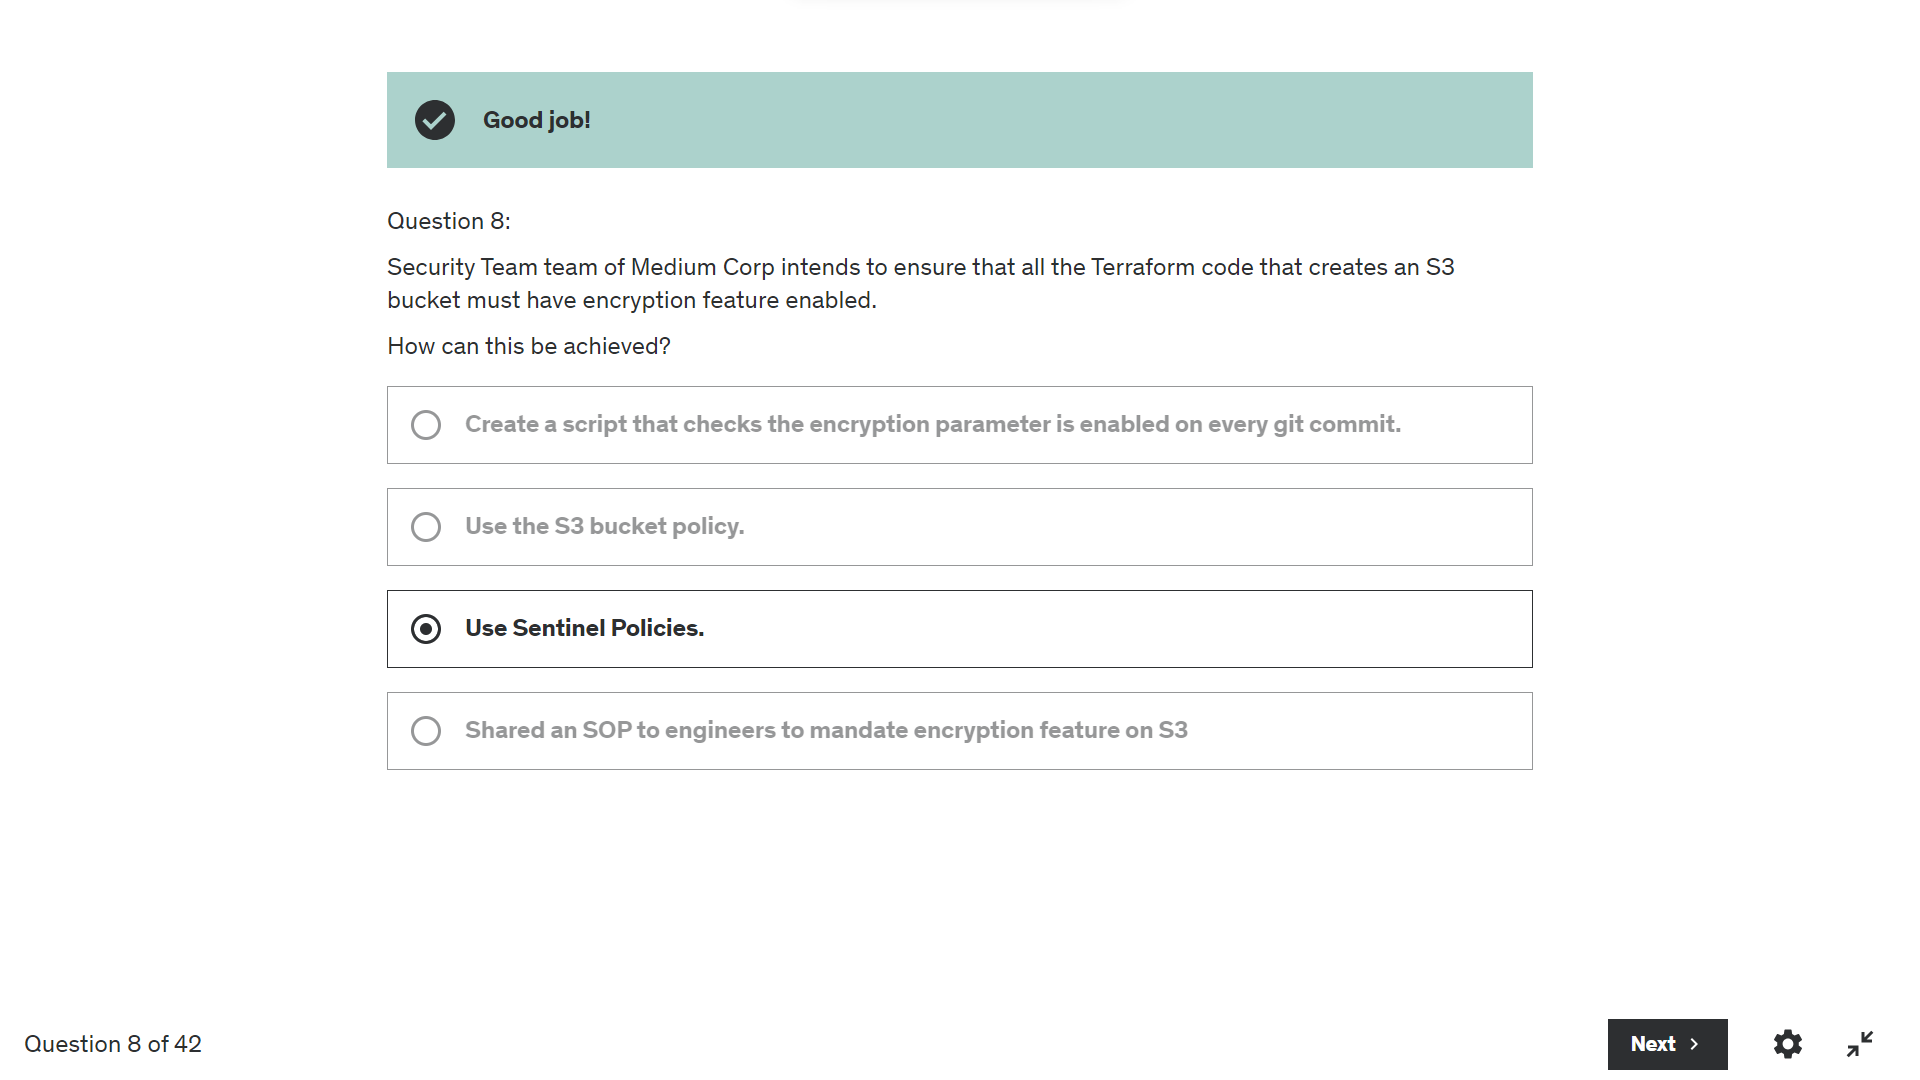 Good job!
Question 8:
Security Team team of Medium Corp intends to ensure that all the Terraform code that creates an S3
bucket must have encryption feature enabled.
How can this be achieved?
Create a script that checks the encryption parameter is enabled on every git commit.
Use the S3 bucket policy.
Use Sentinel Policies.
Shared an SOP to engineers to mandate encryption feature on S3
Question 8 of 42
Next